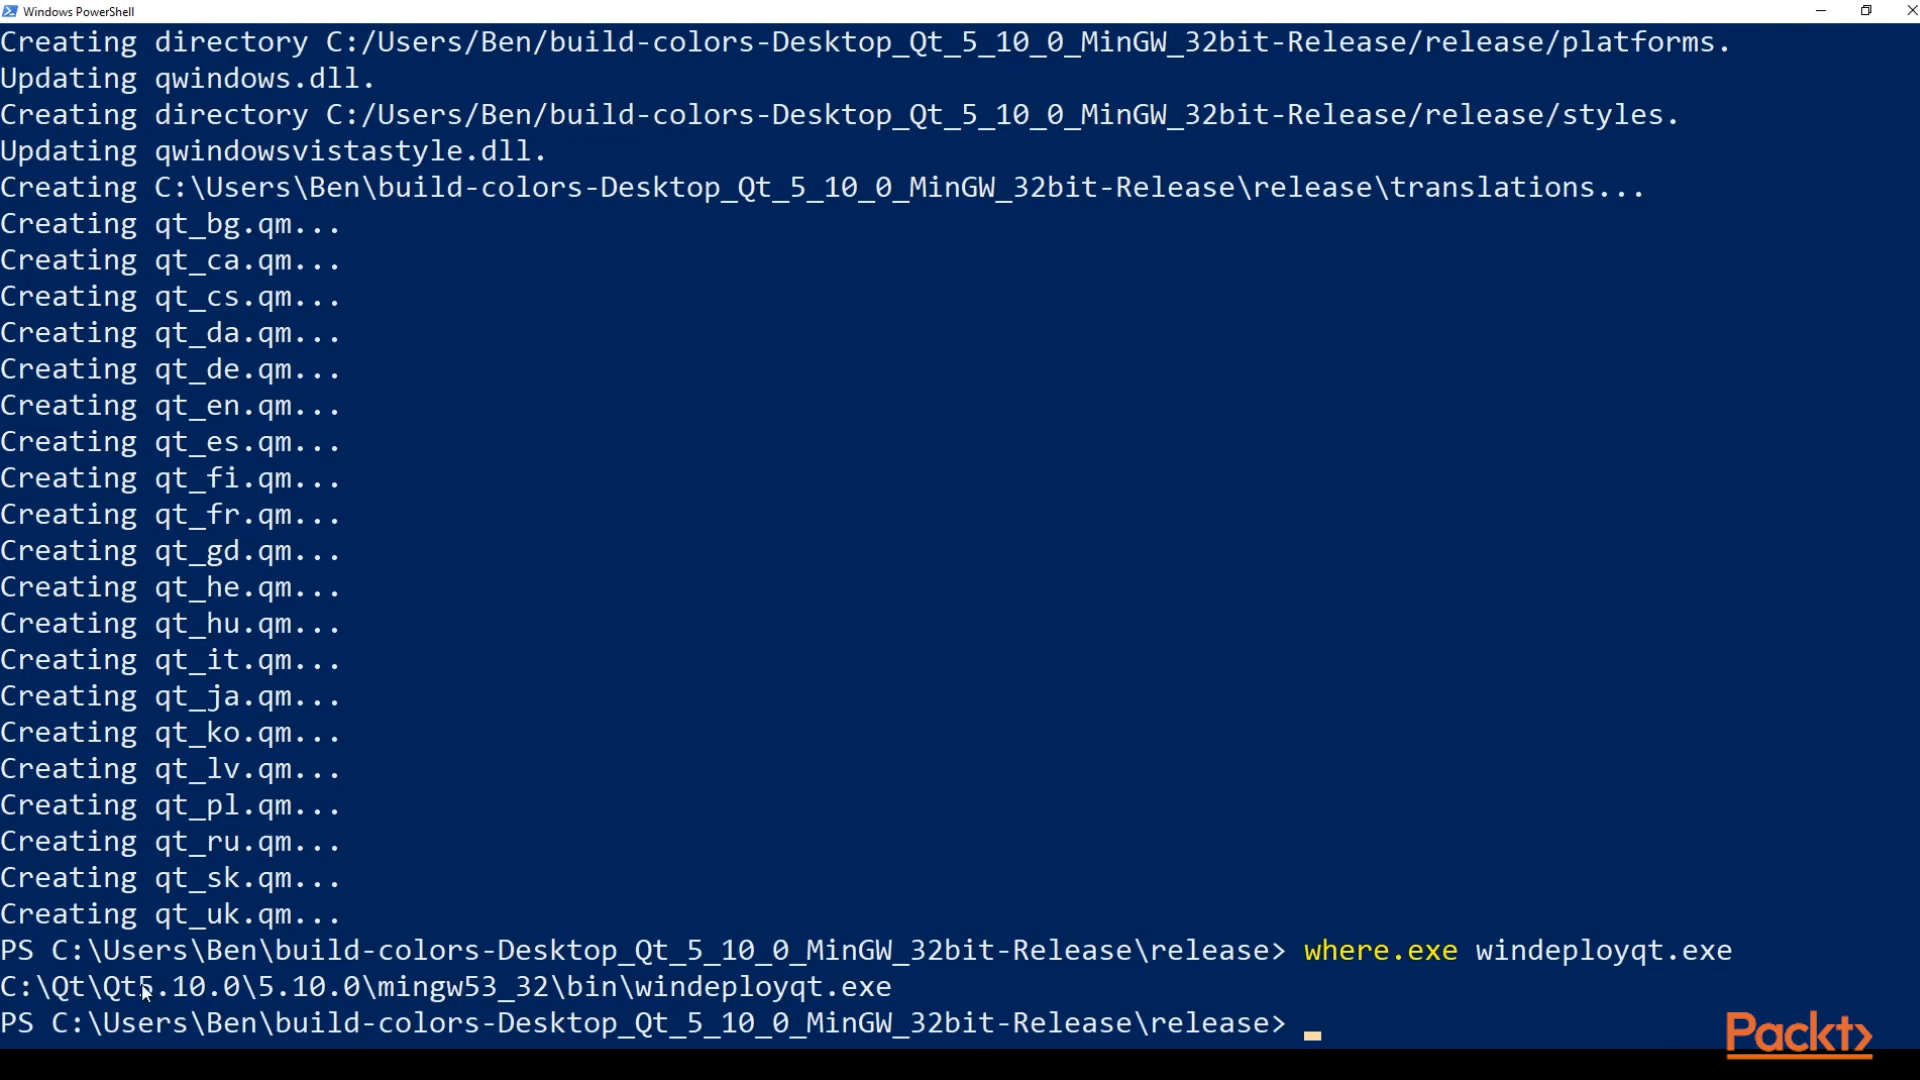 Windows PowerShell
Creating directory C:/Users/Ben/build-colors-Desktop_Qt_5_10_0_MinGW_32bit-Release/release/platforms.
Updating qwindows.dll.
Creating directory C:/Users/Ben/build-colors-Desktop_Qt_5_10_0_MinGW_32bit-Release/release/styles.
Updating qwindowsvistastyle.dll.
Creating C:\Users\Ben\build-colors-Desktop_Qt_5_10_0_MinGW_32bit-Release\release\translations...
Creating qt_bg.qm...
Creating qt_ca.qm...
Creating qt_cs.qm...
Creating qt_da.qm...
Creating qt_de.qm...
Creating qt_en.qm...
Creating qt_es.qm...
Creating qt_fi.qm...
Creating qt_fr.qm...
Creating qt_gd.qm...
Creating qt_he.qm...
Creating qt_hu.qm...
Creating qt_it.qm...
Creating qt_ja.qm...
Creating qt_ko.qm...
Creating qt_lv.qm...
Creating qt_pl.qm...
Creating qt_ru.qm...
Creating qt_sk.qm...
Creating qt_uk.qm...
PS C:\Users\Ben\build-colors-Desktop_Qt_5_10_0_MinGW_32bit-Release\release> where.exe windeployqt.exe
C:\Qt\Qt5.10.0\5.10.0\mingw53_32\bin\windeployqt.exe
PS C:\Users\Ben\build-colors-Desktop_Qt_5_10_0_MinGW_32bit-Release\release>
Packt>